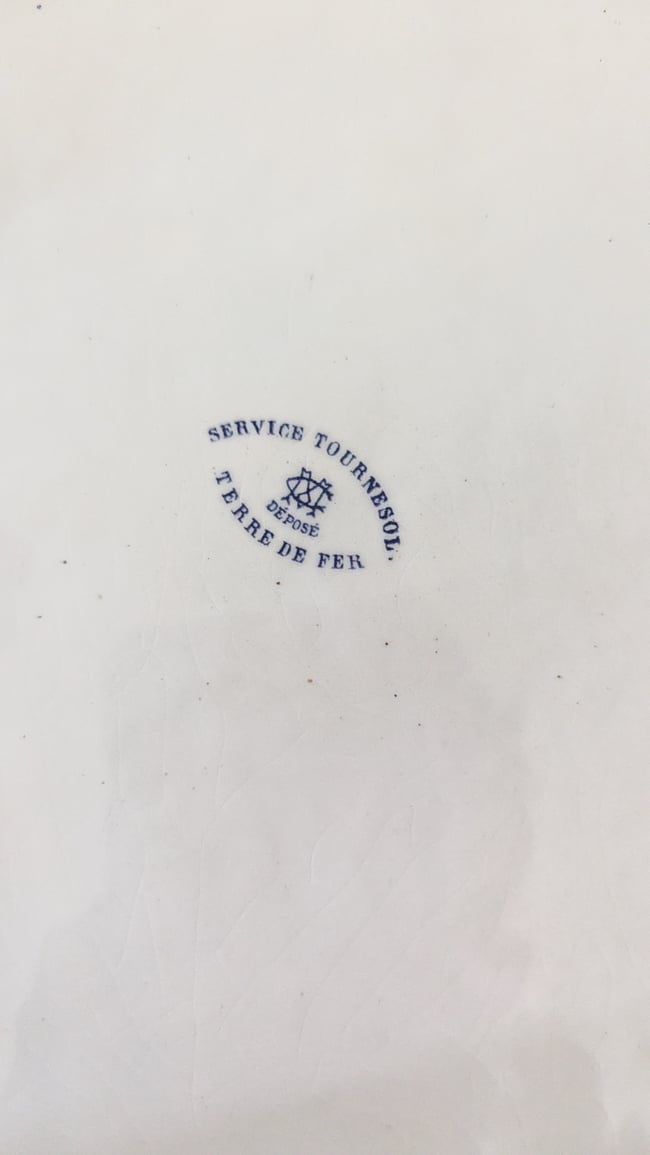 SERVICE TOURNESOL.
DÉPOSÉ
TERRE DE FER